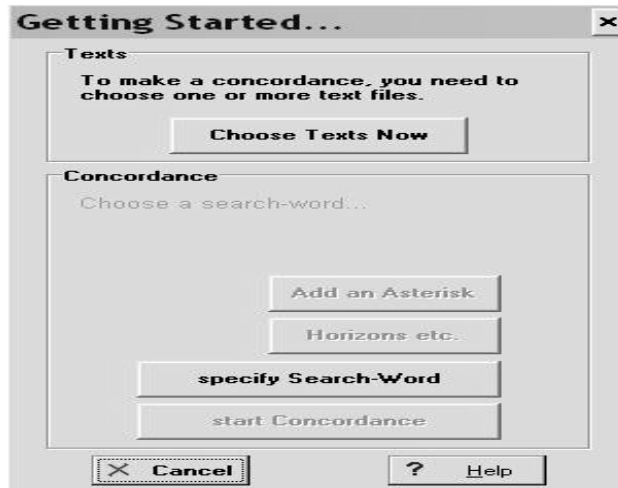 Getting Started...
Texts
To make a concordance, you need to
choose one or more text files.
Choose Texts Now
Concordance
Choose a search-word...
Add an Asterisk
Horizons etc.
specify Search-Word
start Concordance
Cancel
? Help